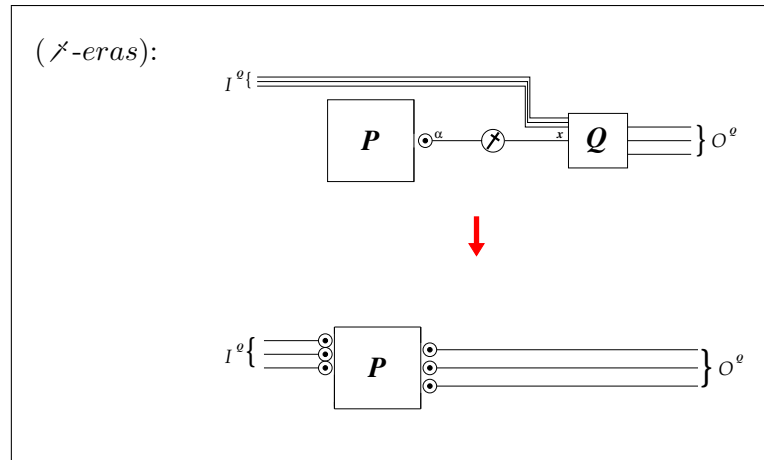 (†̸-eras):
I^Q {
P α † x Q } O^Q
I^Q { P } O^Q